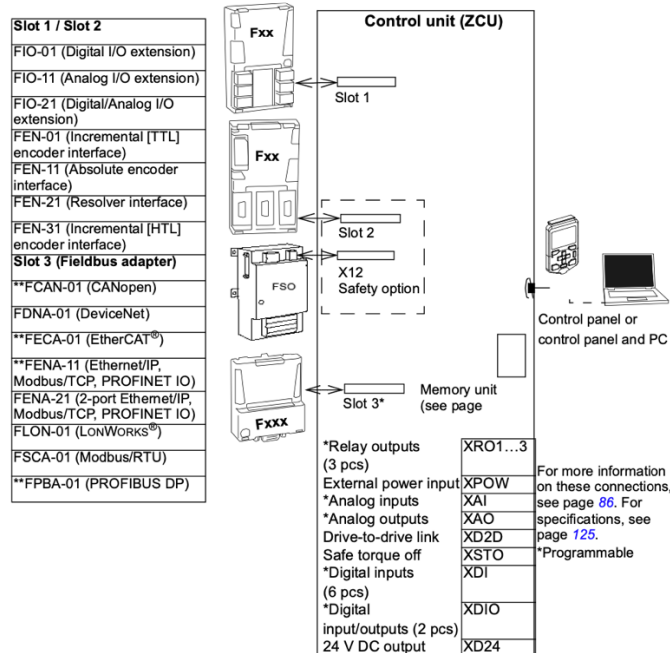 Slot 1 / Slot 2
FIO-01 (Digital I/O extension)
FIO-11 (Analog I/O extension)
FIO-21 (Digital/Analog I/O
extension)
FEN-01 (Incremental [TTL]
encoder interface)
FEN-11 (Absolute encoder
interface)
FEN-21 (Resolver interface)
FEN-31 (Incremental [HTL]
encoder interface)
Slot 3 (Fieldbus adapter)
**FCAN-01 (CANopen)
FDNA-01 (DeviceNet)
**FECA-01 (EtherCAT®)
**FENA-11 (Ethernet/IP,
Modbus/TCP, PROFINET IO)
FENA-21 (2-port Ethernet/IP,
Modbus/TCP, PROFINET IO)
FLON-01 (LONWORKS®)
FSCA-01 (Modbus/RTU)
**FPBA-01 (PROFIBUS DP)
Fxx
Fxx
FSO
Fxxx
Control unit (ZCU)
Slot 1
Slot 2
X12
Safety option
Slot 3*
Memory unit
(see page
Control panel or
control panel and PC
*Relay outputs
(3 pcs)
XRO1…3
External power input XPOW
*Analog inputs XAI
*Analog outputs XAO
Drive-to-drive link XD2D
Safe torque off XSTO
*Digital inputs XDI
(6 pcs)
*Digital XDIO
input/outputs (2 pcs)
24 V DC output XD24
For more information
on these connections,
see page 86. For
specifications, see
page 125.
*Programmable